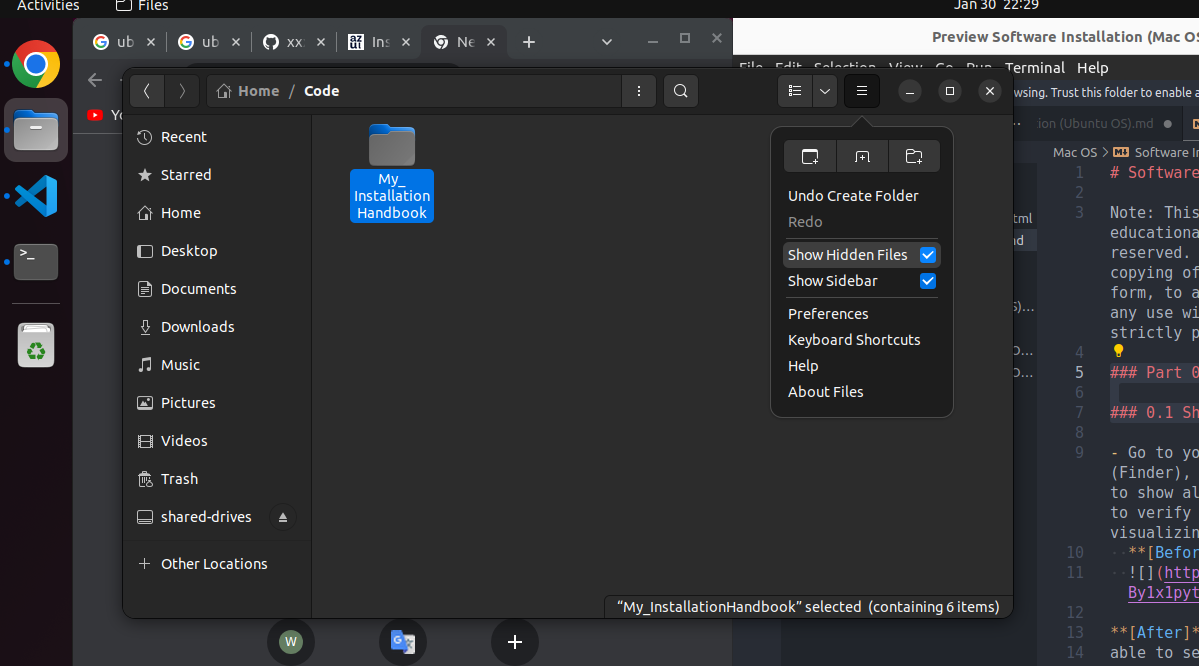 Activities
Files
Jan 30 22:29
ub
ub
xx
Ins
Ne
Preview Software Installation (Mac OS
File Edit Selection View Go Run Terminal Help
wsing. Trust this folder to enable a
Home / Code
ion (Ubuntu OS).md
Mac OS > Software In
Recent
Starred
Home
Desktop
Documents
Downloads
Music
Pictures
Videos
Trash
shared-drives
Other Locations
My_
Installation
Handbook
Undo Create Folder
Redo
Show Hidden Files
Show Sidebar
Preferences
Keyboard Shortcuts
Help
About Files
"My_InstallationHandbook" selected (containing 6 items)
W
1 # Software
2
3 Note: This
educationa
reserved.
copying of
form, to a
any use wi
strictly p
4
5 ### Part 0
6
7 ### 0.1 Sh
8
9 - Go to yo
(Finder),
to show al
to verify
visualizin
10 **[Befor
11 ![](http
By1x1pyt
12
13 **[After]*
14 able to se